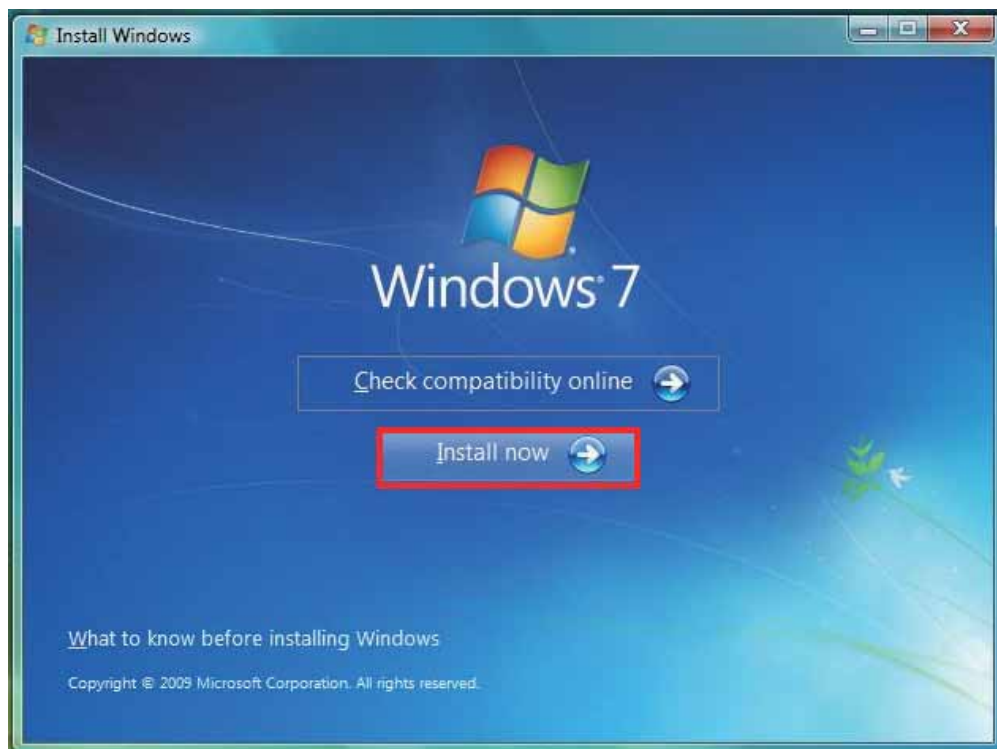 Install Windows
Windows® 7
Check compatibility online
Install now
What to know before installing Windows
Copyright © 2009 Microsoft Corporation. All rights reserved.